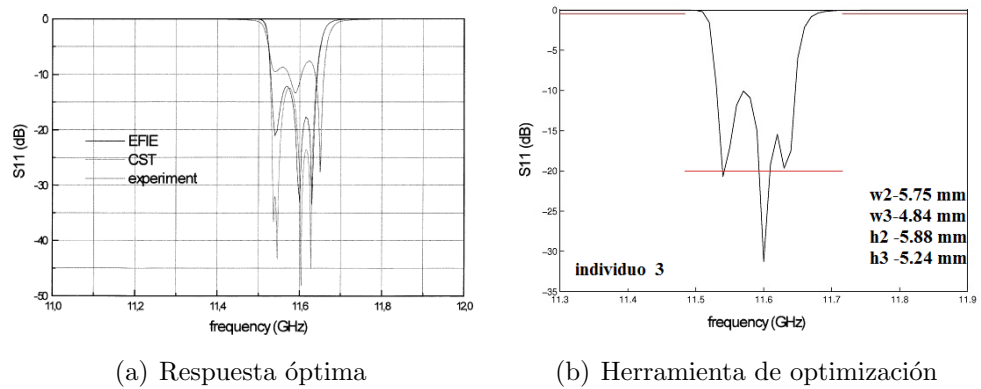 0
-10
-20
-30
-40
-50
S11 (dB)
EFIE
CST
experiment
11,0
11,2
11,4
11,6
11,8
12,0
frequency (GHz)
(a) Respuesta óptima
0
−5
−10
−15
−20
−25
−30
−35
S11 (dB)
w2-5.75 mm
w3-4.84 mm
h2 -5.88 mm
h3 -5.24 mm
individuo 3
11.3
11.4
11.5
11.6
11.7
11.8
11.9
frequency (GHz)
(b) Herramienta de optimización